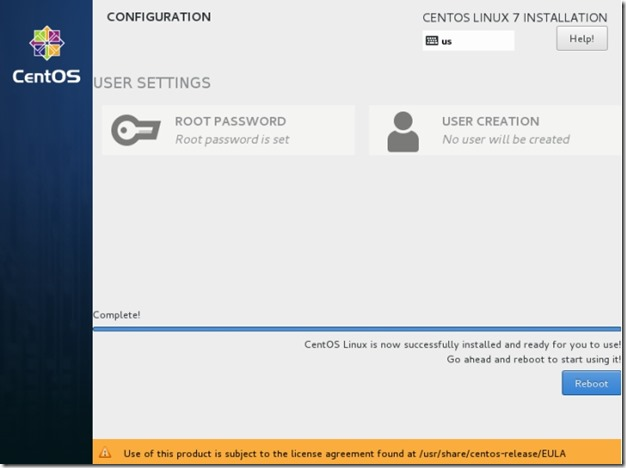 CentOS
CONFIGURATION
CENTOS LINUX 7 INSTALLATION
us
Help!
USER SETTINGS
ROOT PASSWORD
Root password is set
USER CREATION
No user will be created
Complete!
CentOS Linux is now successfully installed and ready for you to use!
Go ahead and reboot to start using it!
Reboot
Use of this product is subject to the license agreement found at /usr/share/centos-release/EULA